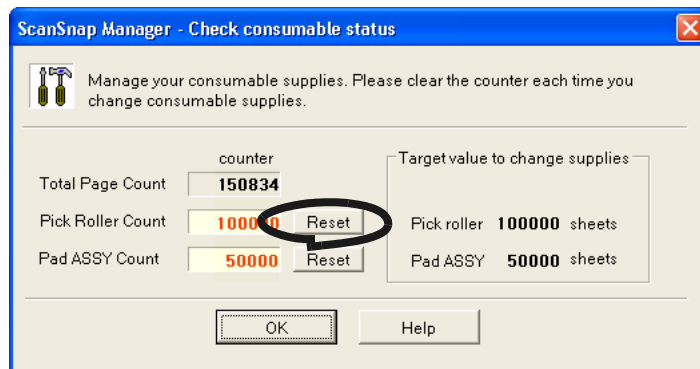 ScanSnap Manager - Check consumable status
Manage your consumable supplies. Please clear the counter each time you
change consumable supplies.
counter
Target value to change supplies
Total Page Count 150834
Pick Roller Count 100000 Reset
Pick roller 100000 sheets
Pad ASSY Count 50000 Reset
Pad ASSY 50000 sheets
OK Help